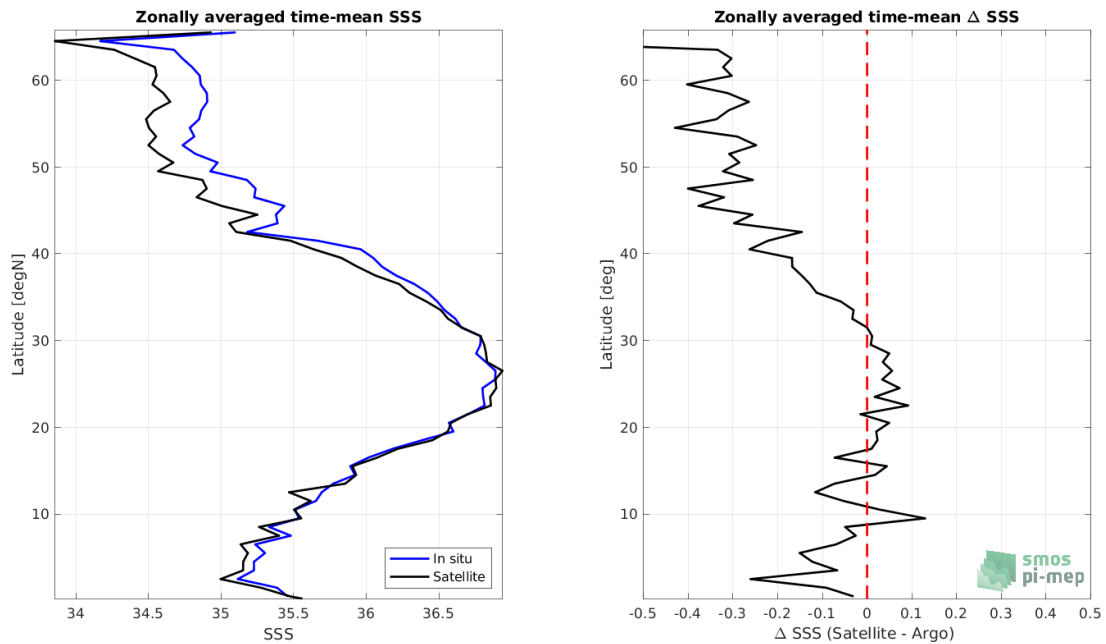 Zonally averaged time-mean SSS
Latitude [degN]
60
50
40
30
20
10
34
34.5
35
35.5
36
36.5
SSS
In situ
Satellite
Zonally averaged time-mean Δ SSS
Latitude [deg]
60
50
40
30
20
10
-0.5
-0.4
-0.3
-0.2
-0.1
0
0.1
0.2
0.3
0.4
0.5
Δ SSS (Satellite - Argo)
smos
pi-mep